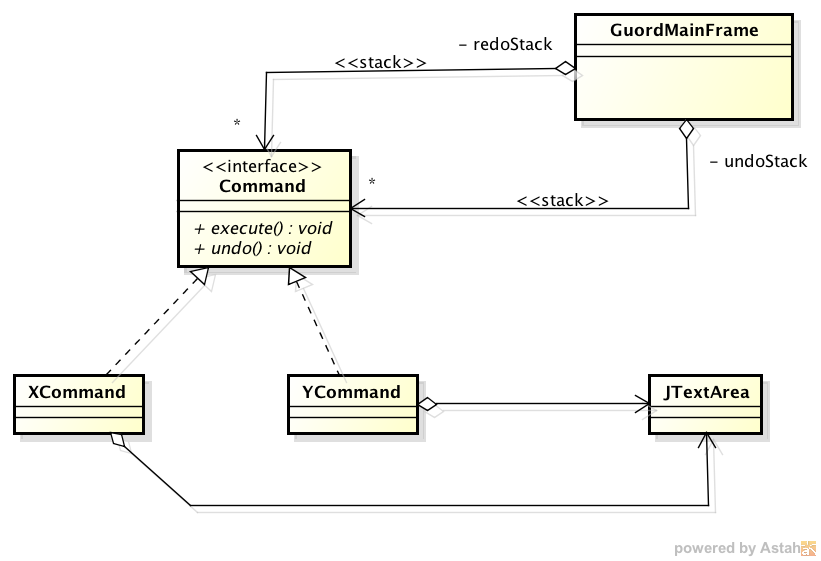 GuordMainFrame
- redoStack
<<stack>>
*
<<interface>>
Command
+ execute() : void
+ undo() : void
*
- undoStack
<<stack>>
XCommand
YCommand
JTextArea
powered by Astah